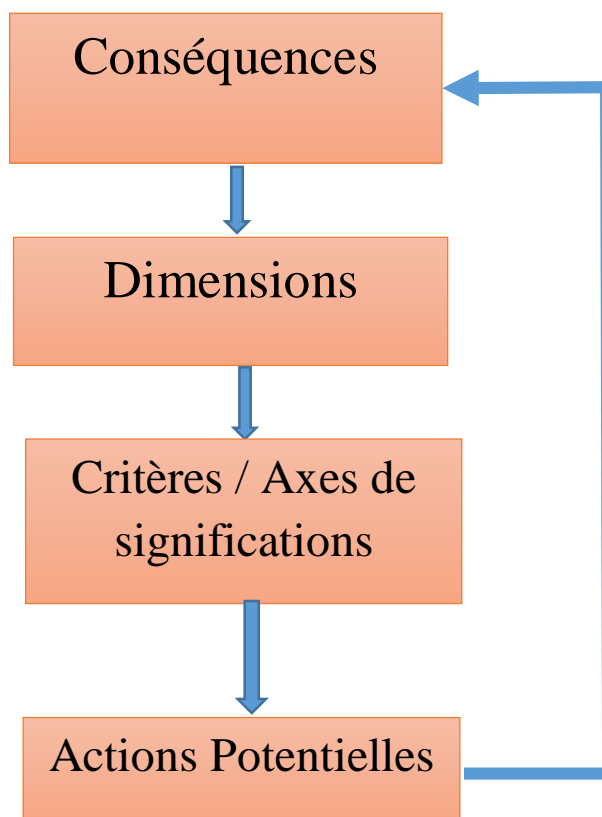 Conséquences
Dimensions
Critères / Axes de
significations
Actions Potentielles